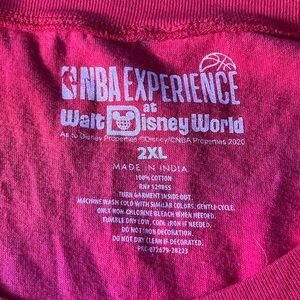 NBA EXPERIENCE
at
Walt Disney World
As to Disney Properties ©Disney/©NBA Properties 2020
2XL
MADE IN INDIA
100% COTTON
RN# 129855
TURN GARMENT INSIDE OUT.
MACHINE WASH COLD WITH SIMILAR COLORS, GENTLE CYCLE.
ONLY NON-CHLORINE BLEACH WHEN NEEDED.
TUMBLE DRY LOW, COOL IRON IF NEEDED.
DO NOT IRON DECORATION.
DO NOT DRY CLEAN IF DECORATED.